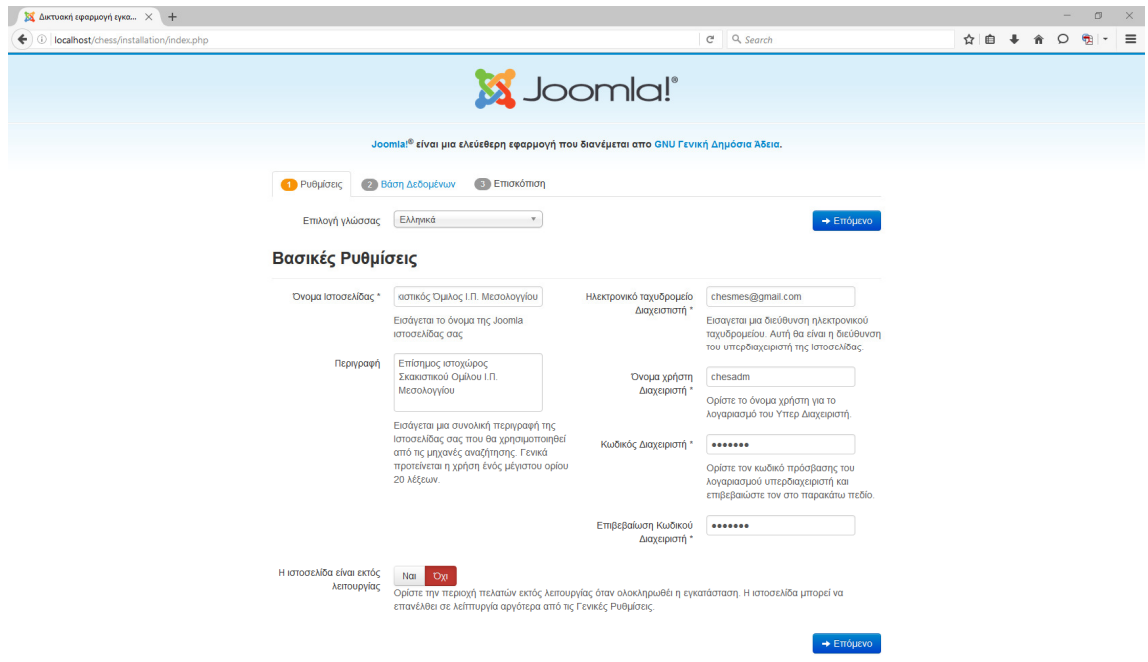 Δικτυακή εφαρμογή εγκα...
localhost/chess/installation/index.php
Search
Joomla!®
Joomla!® είναι μια ελεύεθερη εφαρμογή που διανέμεται απο GNU Γενική Δημόσια Άδεια.
1 Ρυθμίσεις 2 Βάση Δεδομένων 3 Επισκόπιση
Επιλογή γλώσσας Ελληνικά Επόμενο
Βασικές Ρυθμίσεις
Όνομα Ιστοσελίδας * κιστικός Όμιλος Ι.Π. Μεσολογγίου
Εισάγεται το όνομα της Joomla
ιστοσελίδας σας
Περιγραφή
Επίσημος ιστοχώρος
Σκακιστικού Ομίλου Ι.Π.
Μεσολογγίου
Εισάγεται μια συνολική περιγραφή της
Ιστοσελίδας σας που θα χρησιμοποιηθεί
από τις μηχανές αναζήτησης. Γενικά
προτείνεται η χρήση ένός μέγιστου ορίου
20 λέξεων.
Ηλεκτρονικό ταχυδρομείο
Διαχειστιστή *
chesmes@gmail.com
Εισαγεται μια διεύθυνση ηλεκτρονικού
ταχυδρομείου. Αυτή θα είναι η διεύθυνση
του υπερδιαχειριστή της Ιστοσελίδας.
Όνομα χρήστη
Διαχειριστή *
chesadm
Ορίστε το όνομα χρήστη για το
λογαριασμό του Υπερ Διαχειριστή.
Κωδικός Διαχειριστή * •••••••
Ορίστε τον κωδικό πρόσβασης του
λογαριασμού υπερδιαχειριστή και
επιβεβαιώστε τον στο παρακάτω πεδίο.
Επιβεβαίωση Κωδικού
Διαχειριστή *
•••••••
Η ιστοσελίδα είναι εκτός
λειτουργίας
Ναι Όχι
Ορίστε την περιοχή πελατών εκτός λειτουργίας όταν ολοκληρωθέι η εγκατάσταση. Η ιστοσελίδα μπορεί να
επανέλθει σε λείπτυργία αργότερα από τις Γενικές Ρυθμίσεις.
Επόμενο